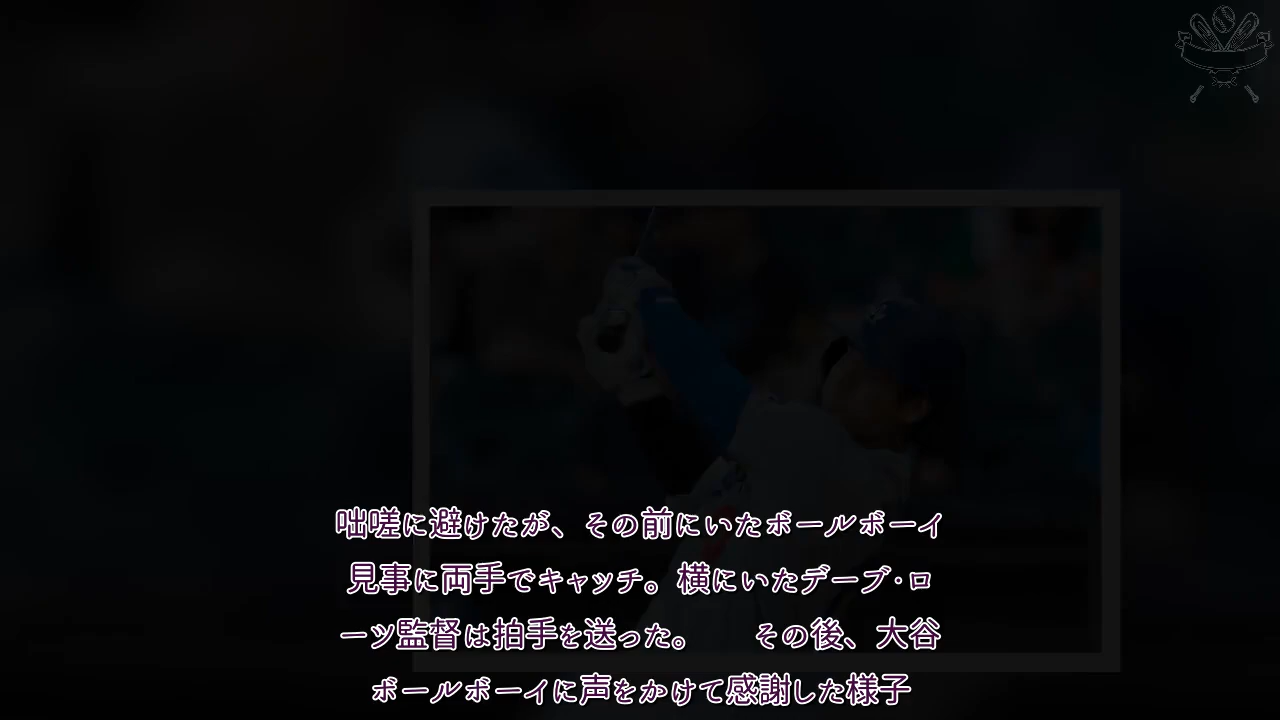 咄嗟に避けたが、その前にいたボールボーイ
見事に両手でキャッチ。横にいたデーブ・ロ
ーツ監督は拍手を送った。　　その後、大谷
ボールボーイに声をかけて感謝した様子